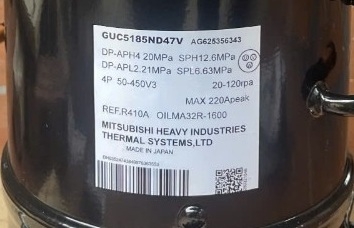 GUC5185ND47V AG625356343
DP-APH4.20MPa SPH12.6MPa
DP-APL2.21MPa SPL6.63MPa
4P 50-450V3 20-120rpa
MAX 220Apeak
REF.R410A OILMA32R-1600
MITSUBISHI HEAVY INDUSTRIES
THERMAL SYSTEMS,LTD
MADE IN JAPAN